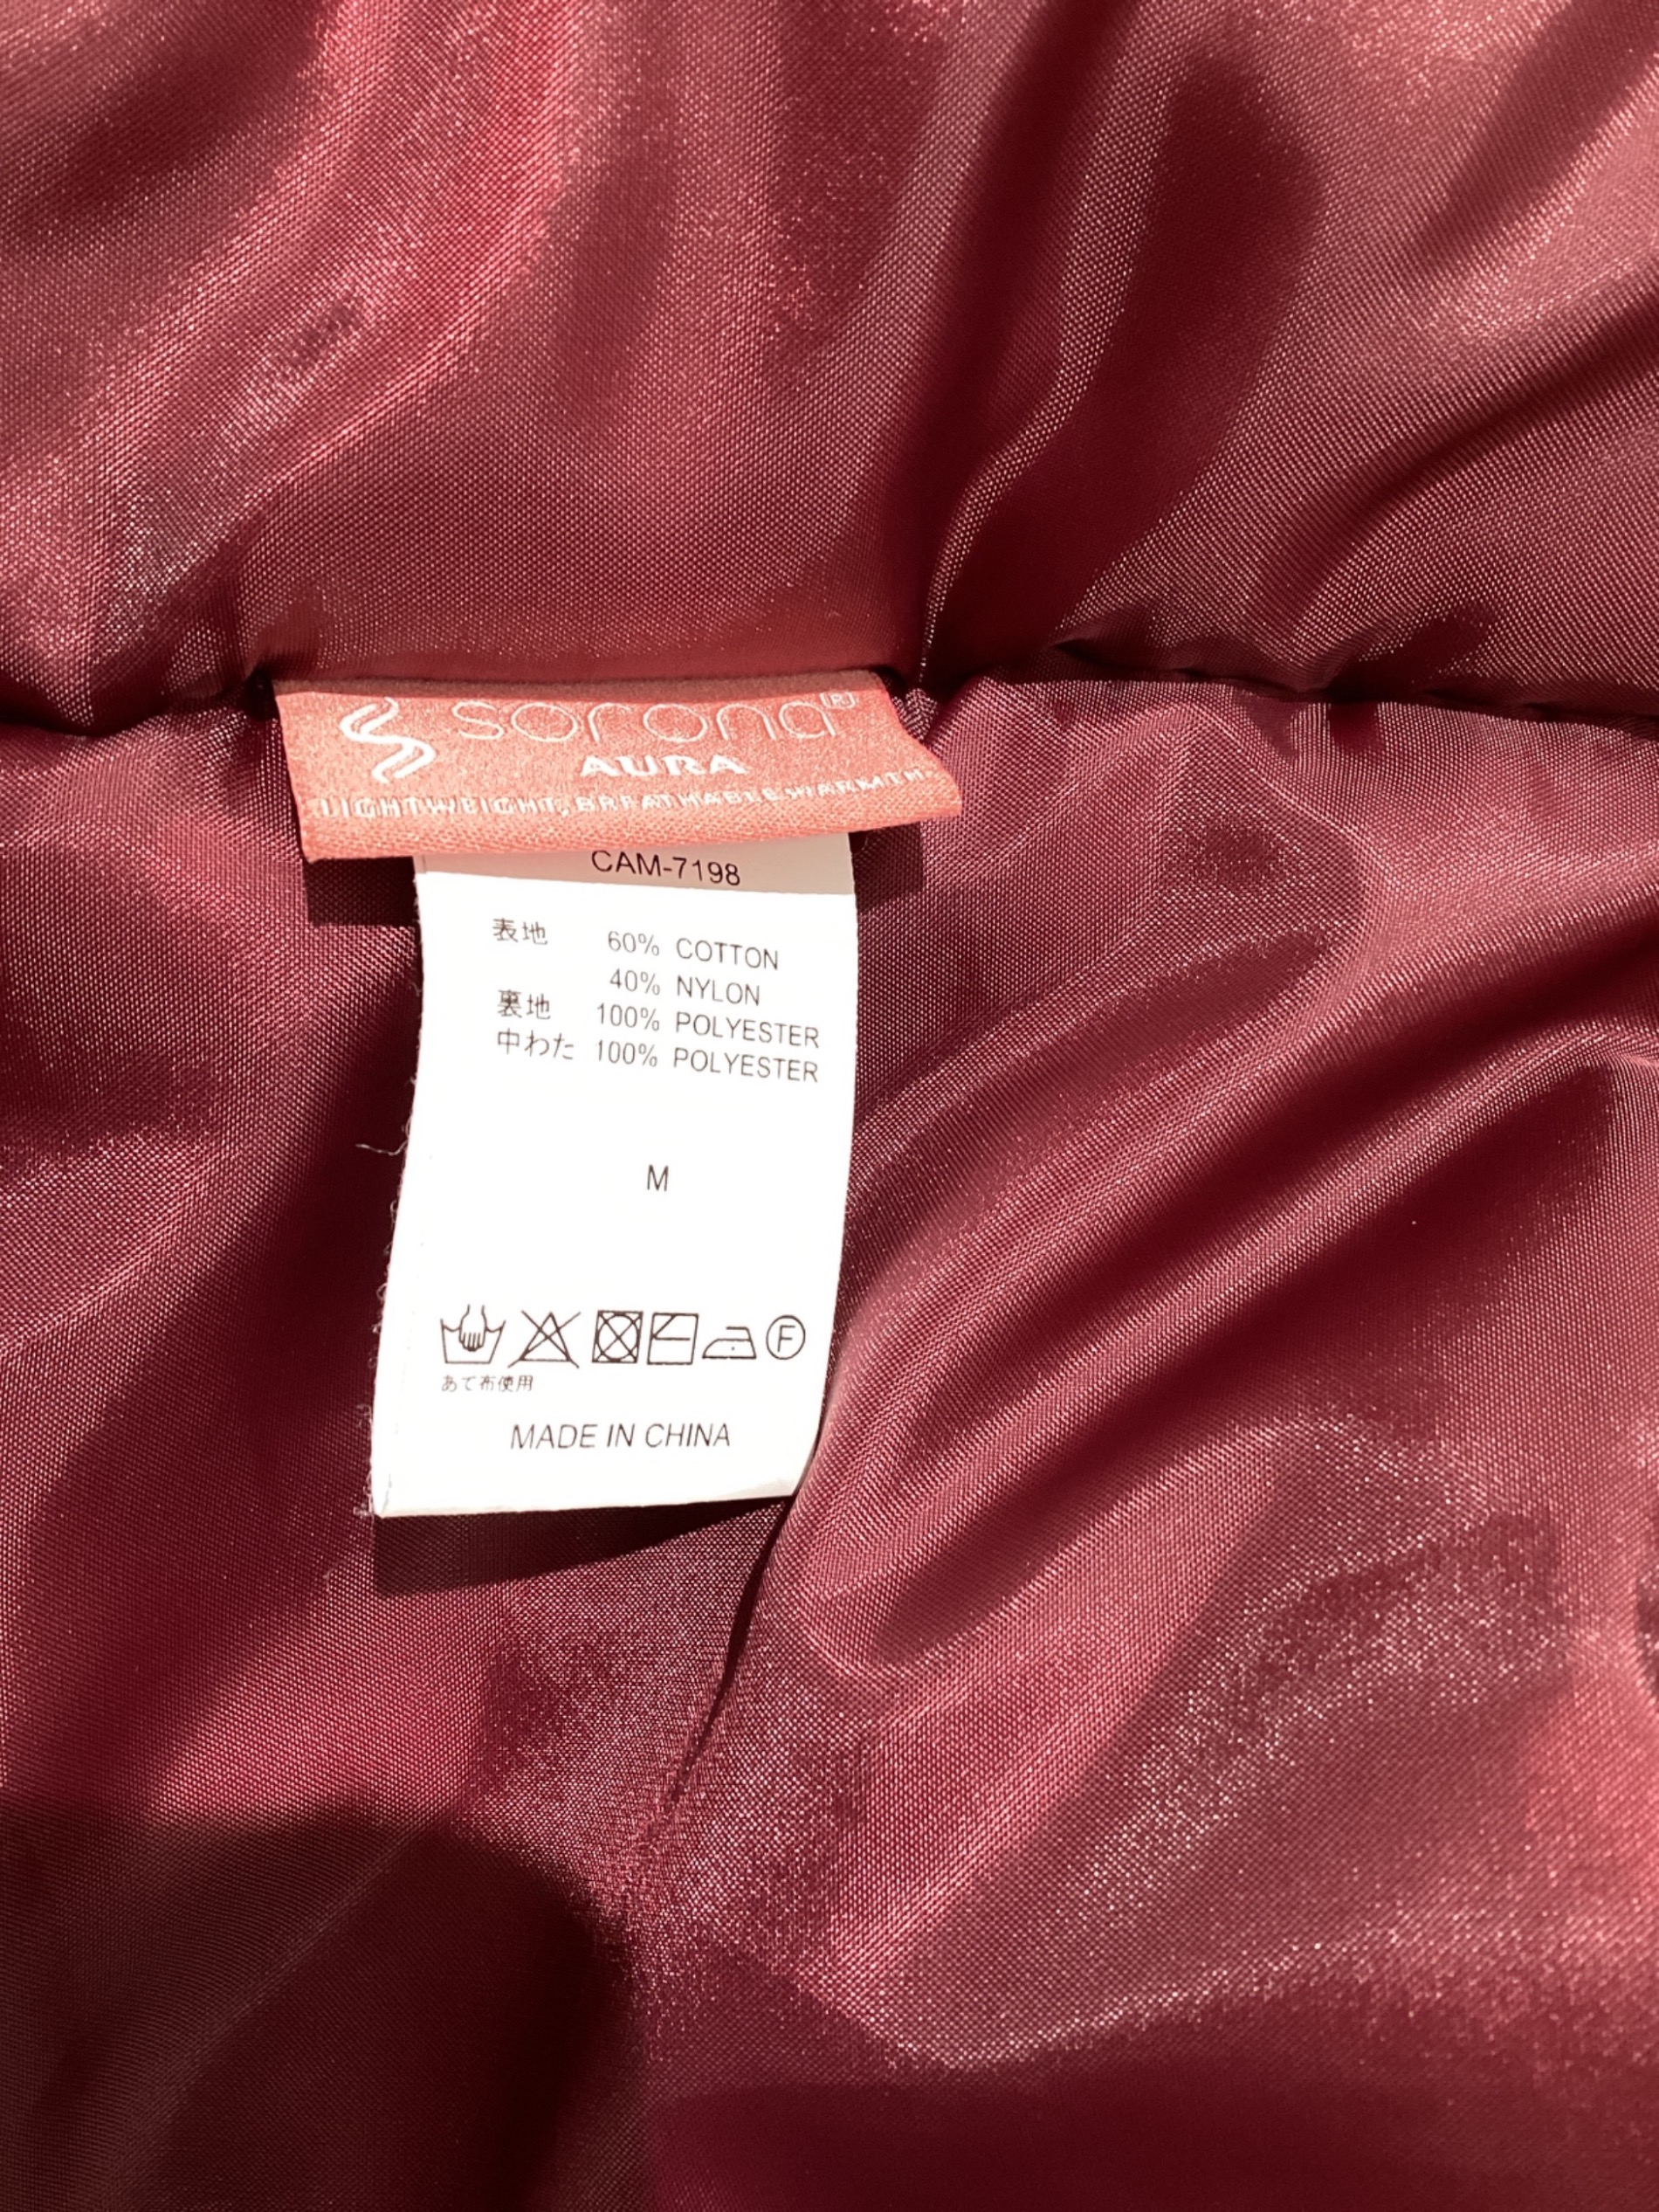 sorona®
AURA
LIGHTWEIGHT, BREATHABLE WARMTH
CAM-7198
表地 60% COTTON
40% NYLON
裏地 100% POLYESTER
中わた 100% POLYESTER
M
F
あて布使用
MADE IN CHINA